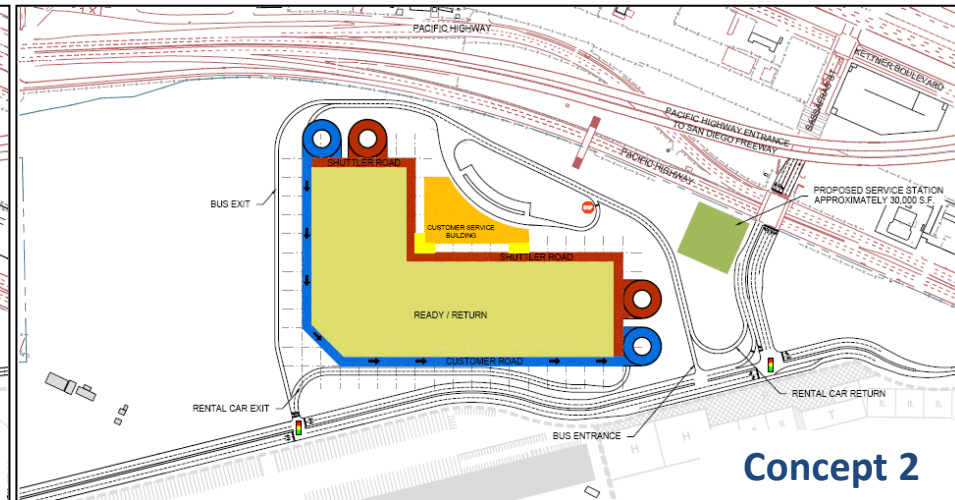 PACIFIC HIGHWAY
KETTNER BOULEVARD
SASSAFRAS ST
PACIFIC HIGHWAY ENTRANCE
TO SAN DIEGO FREEWAY
PACIFIC HIGHWAY
SHUTTLER ROAD
PROPOSED SERVICE STATION
APPROXIMATELY 30,000 S.F.
BUS EXIT
CUSTOMER SERVICE
BUILDING
SHUTTLER ROAD
READY / RETURN
CUSTOMER ROAD
RENTAL CAR EXIT
RENTAL CAR RETURN
BUS ENTRANCE
H
H
T
Concept 2